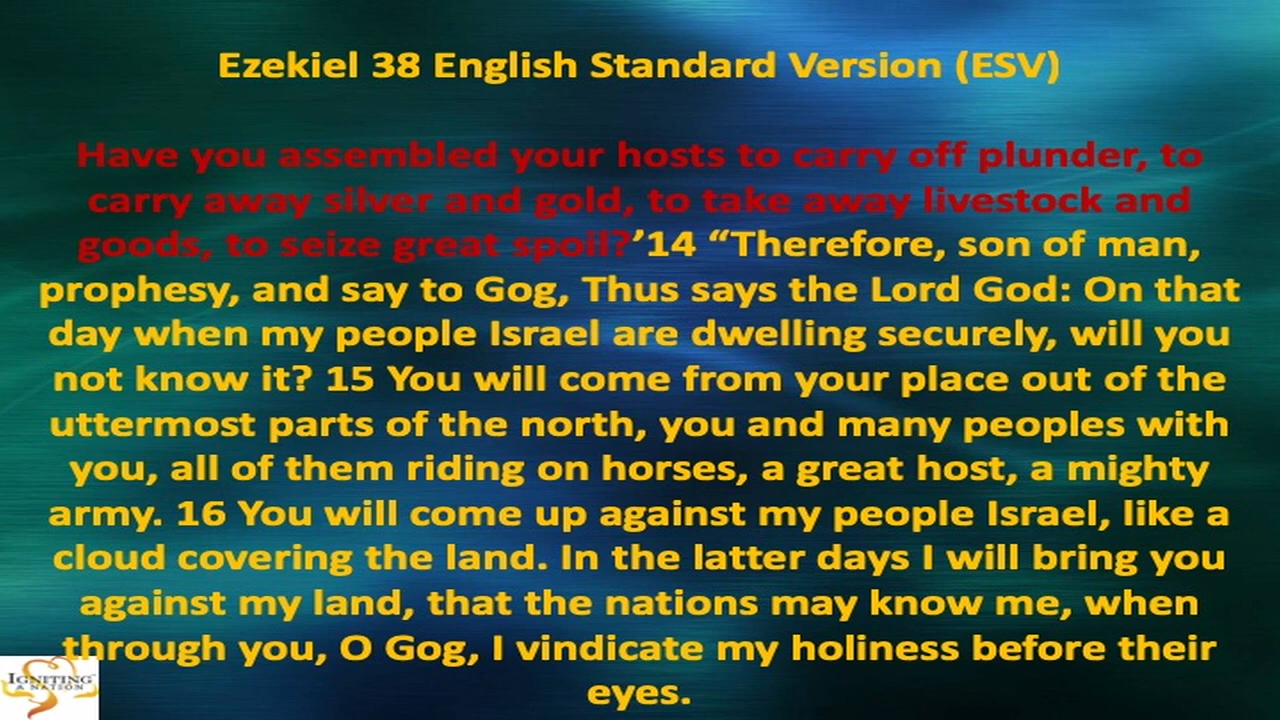 Ezekiel 38 English Standard Version (ESV)
Have you assembled your hosts to carry off plunder, to
carry away silver and gold, to take away livestock and
goods, to seize great spoil?’14 “Therefore, son of man,
prophesy, and say to Gog, Thus says the Lord God: On that
day when my people Israel are dwelling securely, will you
not know it? 15 You will come from your place out of the
uttermost parts of the north, you and many peoples with
you, all of them riding on horses, a great host, a mighty
army. 16 You will come up against my people Israel, like a
cloud covering the land. In the latter days I will bring you
against my land, that the nations may know me, when
through you, O Gog, I vindicate my holiness before their
eyes.
IGNITING
A NATION